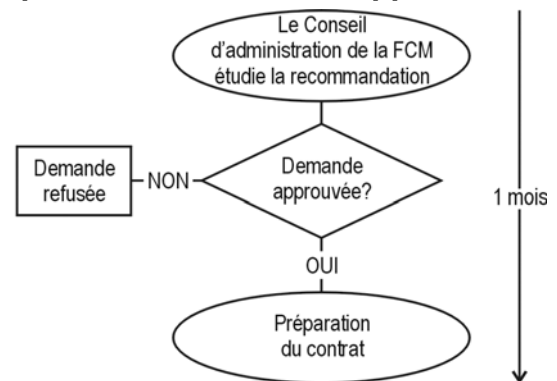 Le Conseil
d'administration de la FCM
étudie la recommandation
Demande
refusée
NON
Demande
approuvée?
1 mois
OUI
Préparation
du contrat